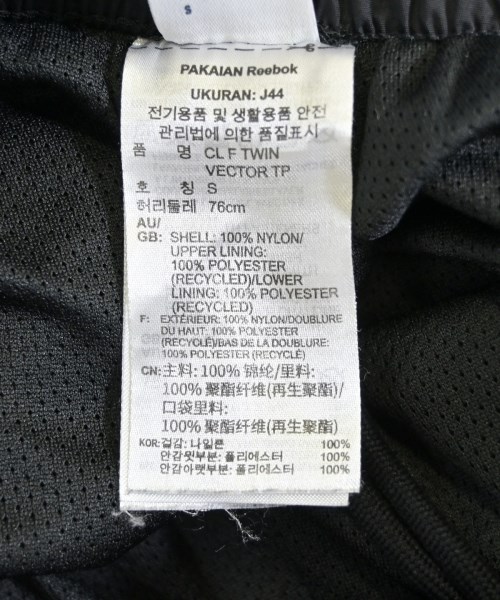 S
PAKAIAN Reebok
UKURAN: J44
전기용품 및 생활용품 안전
관리법에 의한 품질표시
품 명 CL F TWIN
VECTOR TP
호 칭 S
허리둘레 76cm
AU/
GB: SHELL: 100% NYLON/
UPPER LINING:
100% POLYESTER
(RECYCLED)/LOWER
LINING: 100% POLYESTER
(RECYCLED)
F: EXTÉRIEUR: 100% NYLON/DOUBLURE
DU HAUT: 100% POLYESTER
(RECYCLÉ)/BAS DE LA DOUBLURE:
100% POLYESTER (RECYCLÉ)
CN: 主料: 100% 锦纶/里料:
100% 聚酯纤维(再生聚酯)/
口袋里料:
100% 聚酯纤维(再生聚酯)
KOR: 겉감: 나일론 100%
안감윗부분: 폴리에스터 100%
안감아랫부분: 폴리에스터 100%